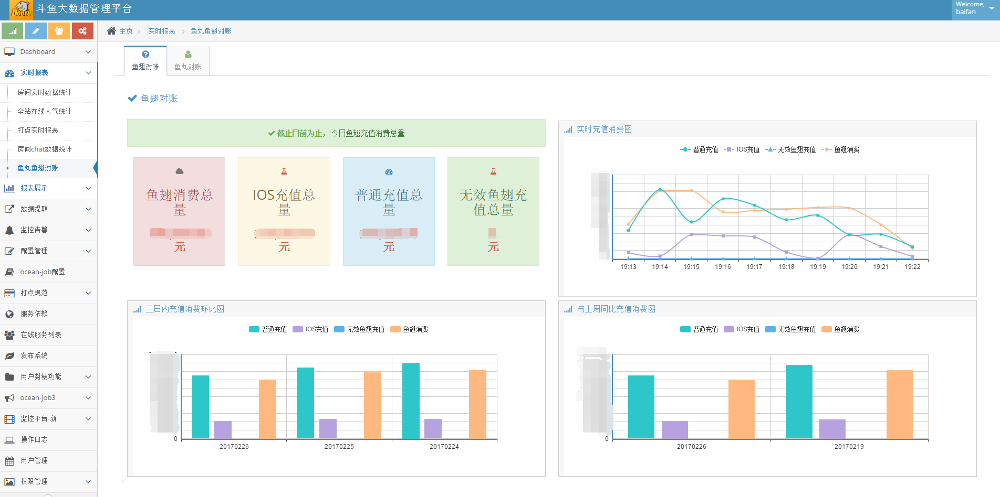 DOUYU
斗鱼大数据管理平台
Welcome,
baifan
主页
实时报表
鱼丸鱼翅对账
Dashboard
实时报表
房间实时数据统计
全站在线人气统计
打点实时报表
房间chat数据统计
鱼丸鱼翅对账
报表展示
数据提取
监控告警
配置管理
ocean-job配置
打点规范
服务依赖
在线服务列表
发布系统
用户封禁功能
ocean-job3
监控平台-新
操作日志
用户管理
权限管理
鱼翅对账
鱼丸对账
鱼翅对账
截止目前为止，今日鱼翅充值消费总量
鱼翅消费总
量
元
IOS充值总
量
元
普通充值总
量
元
无效鱼翅充
值总量
元
实时充值消费图
普通充值 IOS充值 无效鱼翅充值 鱼翅消费
19:13 19:14 19:15 19:16 19:17 19:18 19:19 19:20 19:21 19:22
三日内充值消费环比图
普通充值 IOS充值 无效鱼翅充值 鱼翅消费
0
20170226 20170225 20170224
与上周同比充值消费图
普通充值 IOS充值 无效鱼翅充值 鱼翅消费
0
20170226 20170219